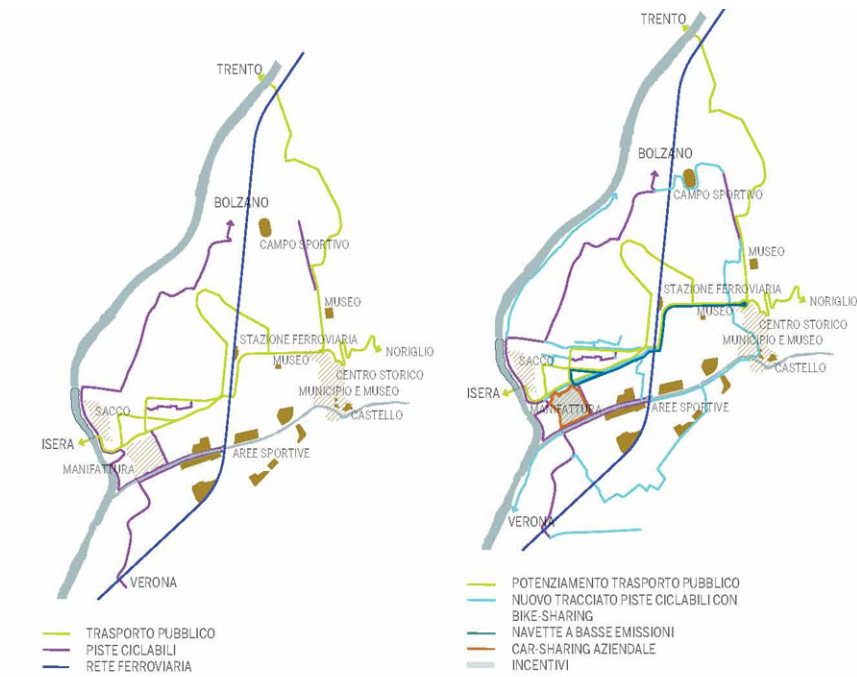 TRENTO
BOLZANO
CAMPO SPORTIVO
MUSEO
STAZIONE FERROVIARIA
MUSEO
NORIGLIO
CENTRO STORICO
MUNICIPIO E MUSEO
CASTELLO
SACCO
ISERA
MANIFATTURA
AREE SPORTIVE
VERONA
TRASPORTO PUBBLICO
PISTE CICLABILI
RETE FERROVIARIA
TRENTO
BOLZANO
CAMPO SPORTIVO
MUSEO
STAZIONE FERROVIARIA
NORIGLIO
MUSEO
CENTRO STORICO
MUNICIPIO E MUSEO
CASTELLO
SACCO
ISERA
MANIFATTURA
AREE SPORTIVE
VERONA
POTENZIAMENTO TRASPORTO PUBBLICO
NUOVO TRACCIATO PISTE CICLABILI CON
BIKE-SHARING
NAVETTE A BASSE EMISSIONI
CAR-SHARING AZIENDALE
INCENTIVI